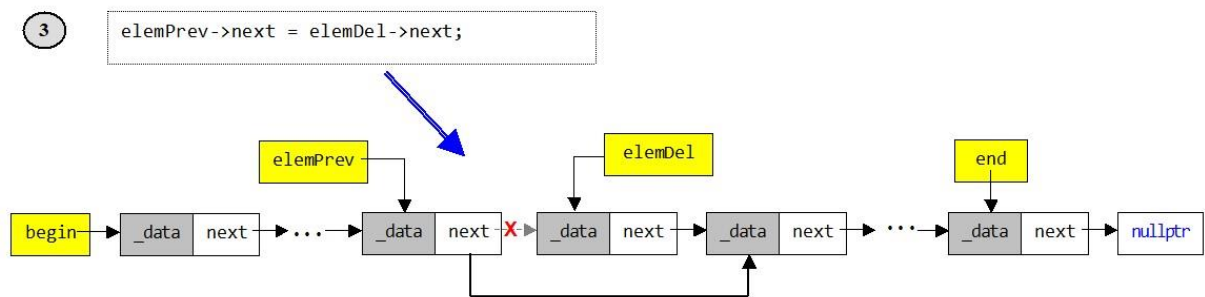 3
elemPrev->next = elemDel->next;
elemPrev
elemDel
end
begin
_data next ... _data next X _data next _data next ... _data next nullptr